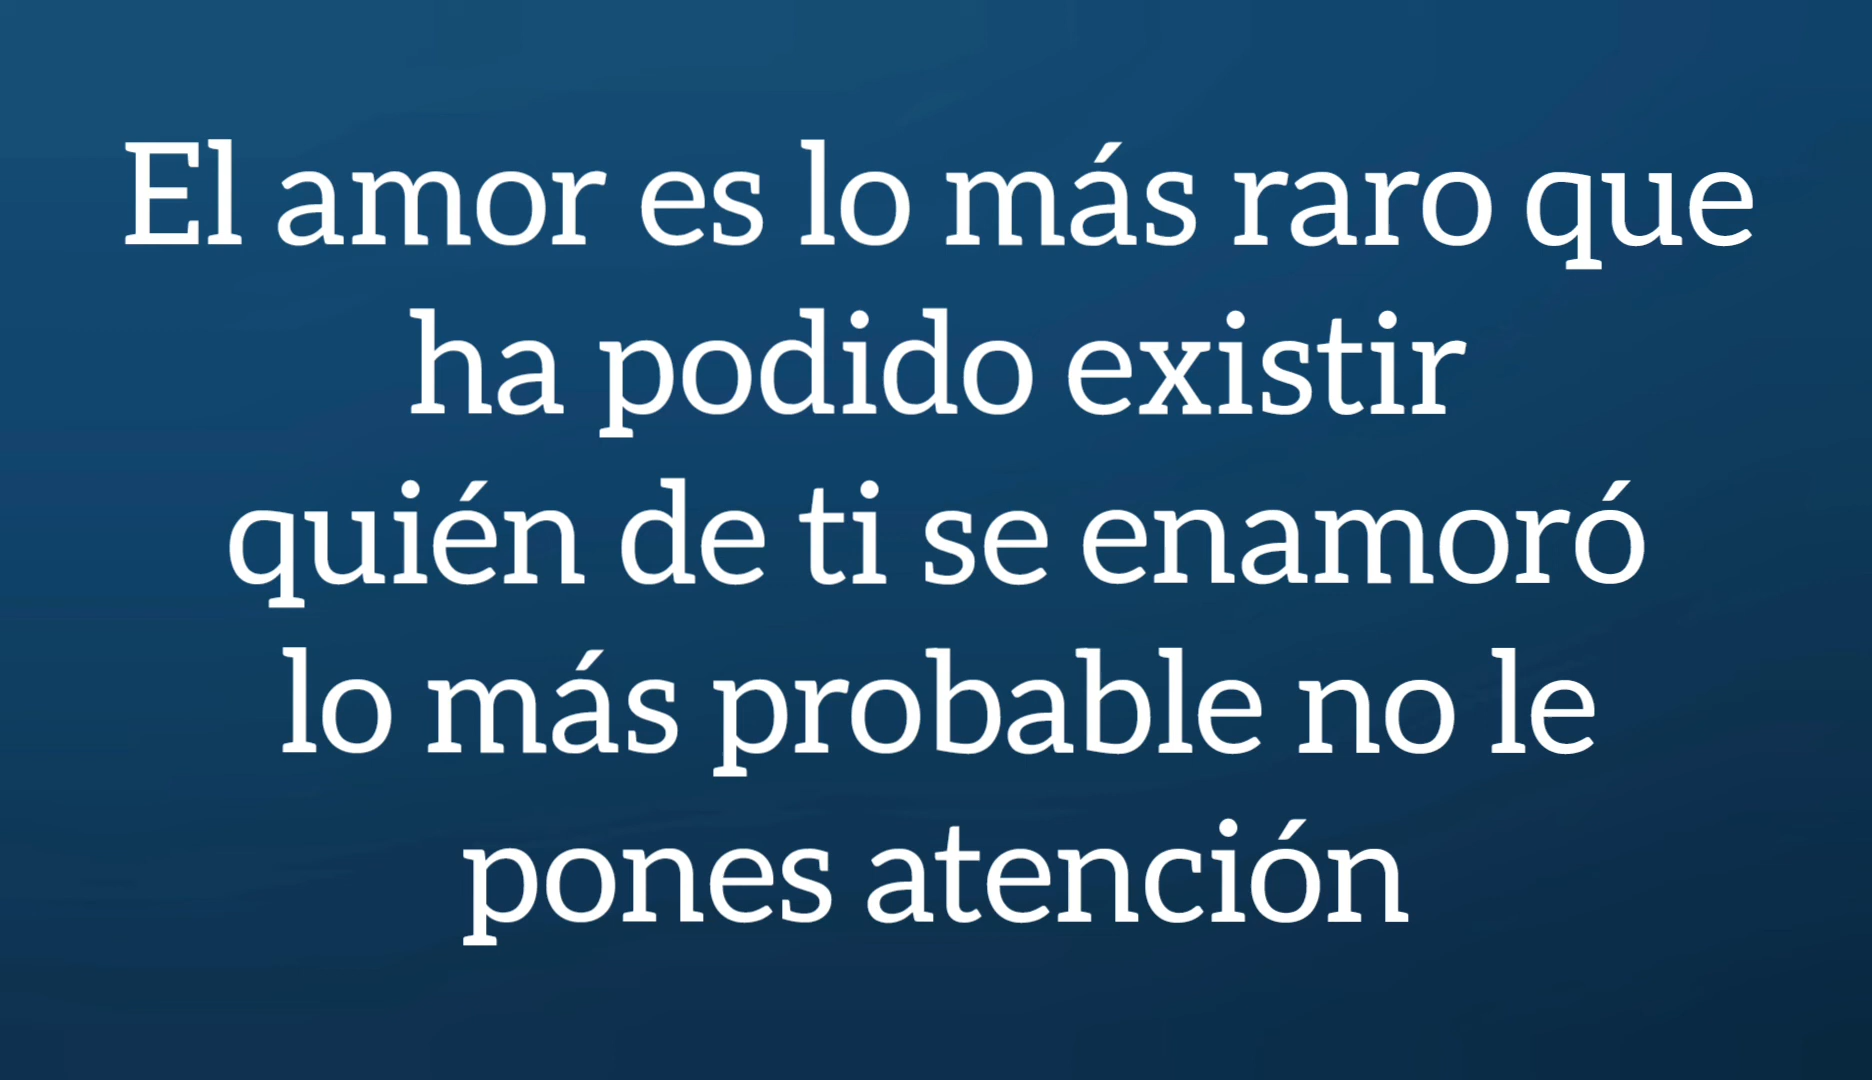 El amor es lo más raro que
ha podido existir
quién de ti se enamoró
lo más probable no le
pones atención